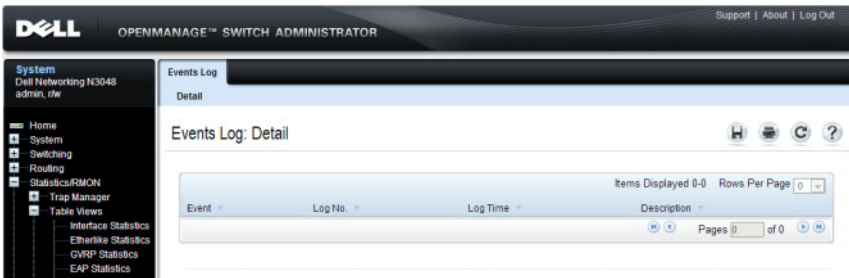 Support | About | Log Out
DELL OPENMANAGE™ SWITCH ADMINISTRATOR
System
Dell Networking N3048
admin, r/w
Home
System
Switching
Routing
Statistics/RMON
Trap Manager
Table Views
Interface Statistics
Etherlike Statistics
GVRP Statistics
EAP Statistics
Events Log
Detail
Events Log: Detail
?
Items Displayed 0-0 Rows Per Page 0
Event Log No. Log Time Description
Pages 0 of 0